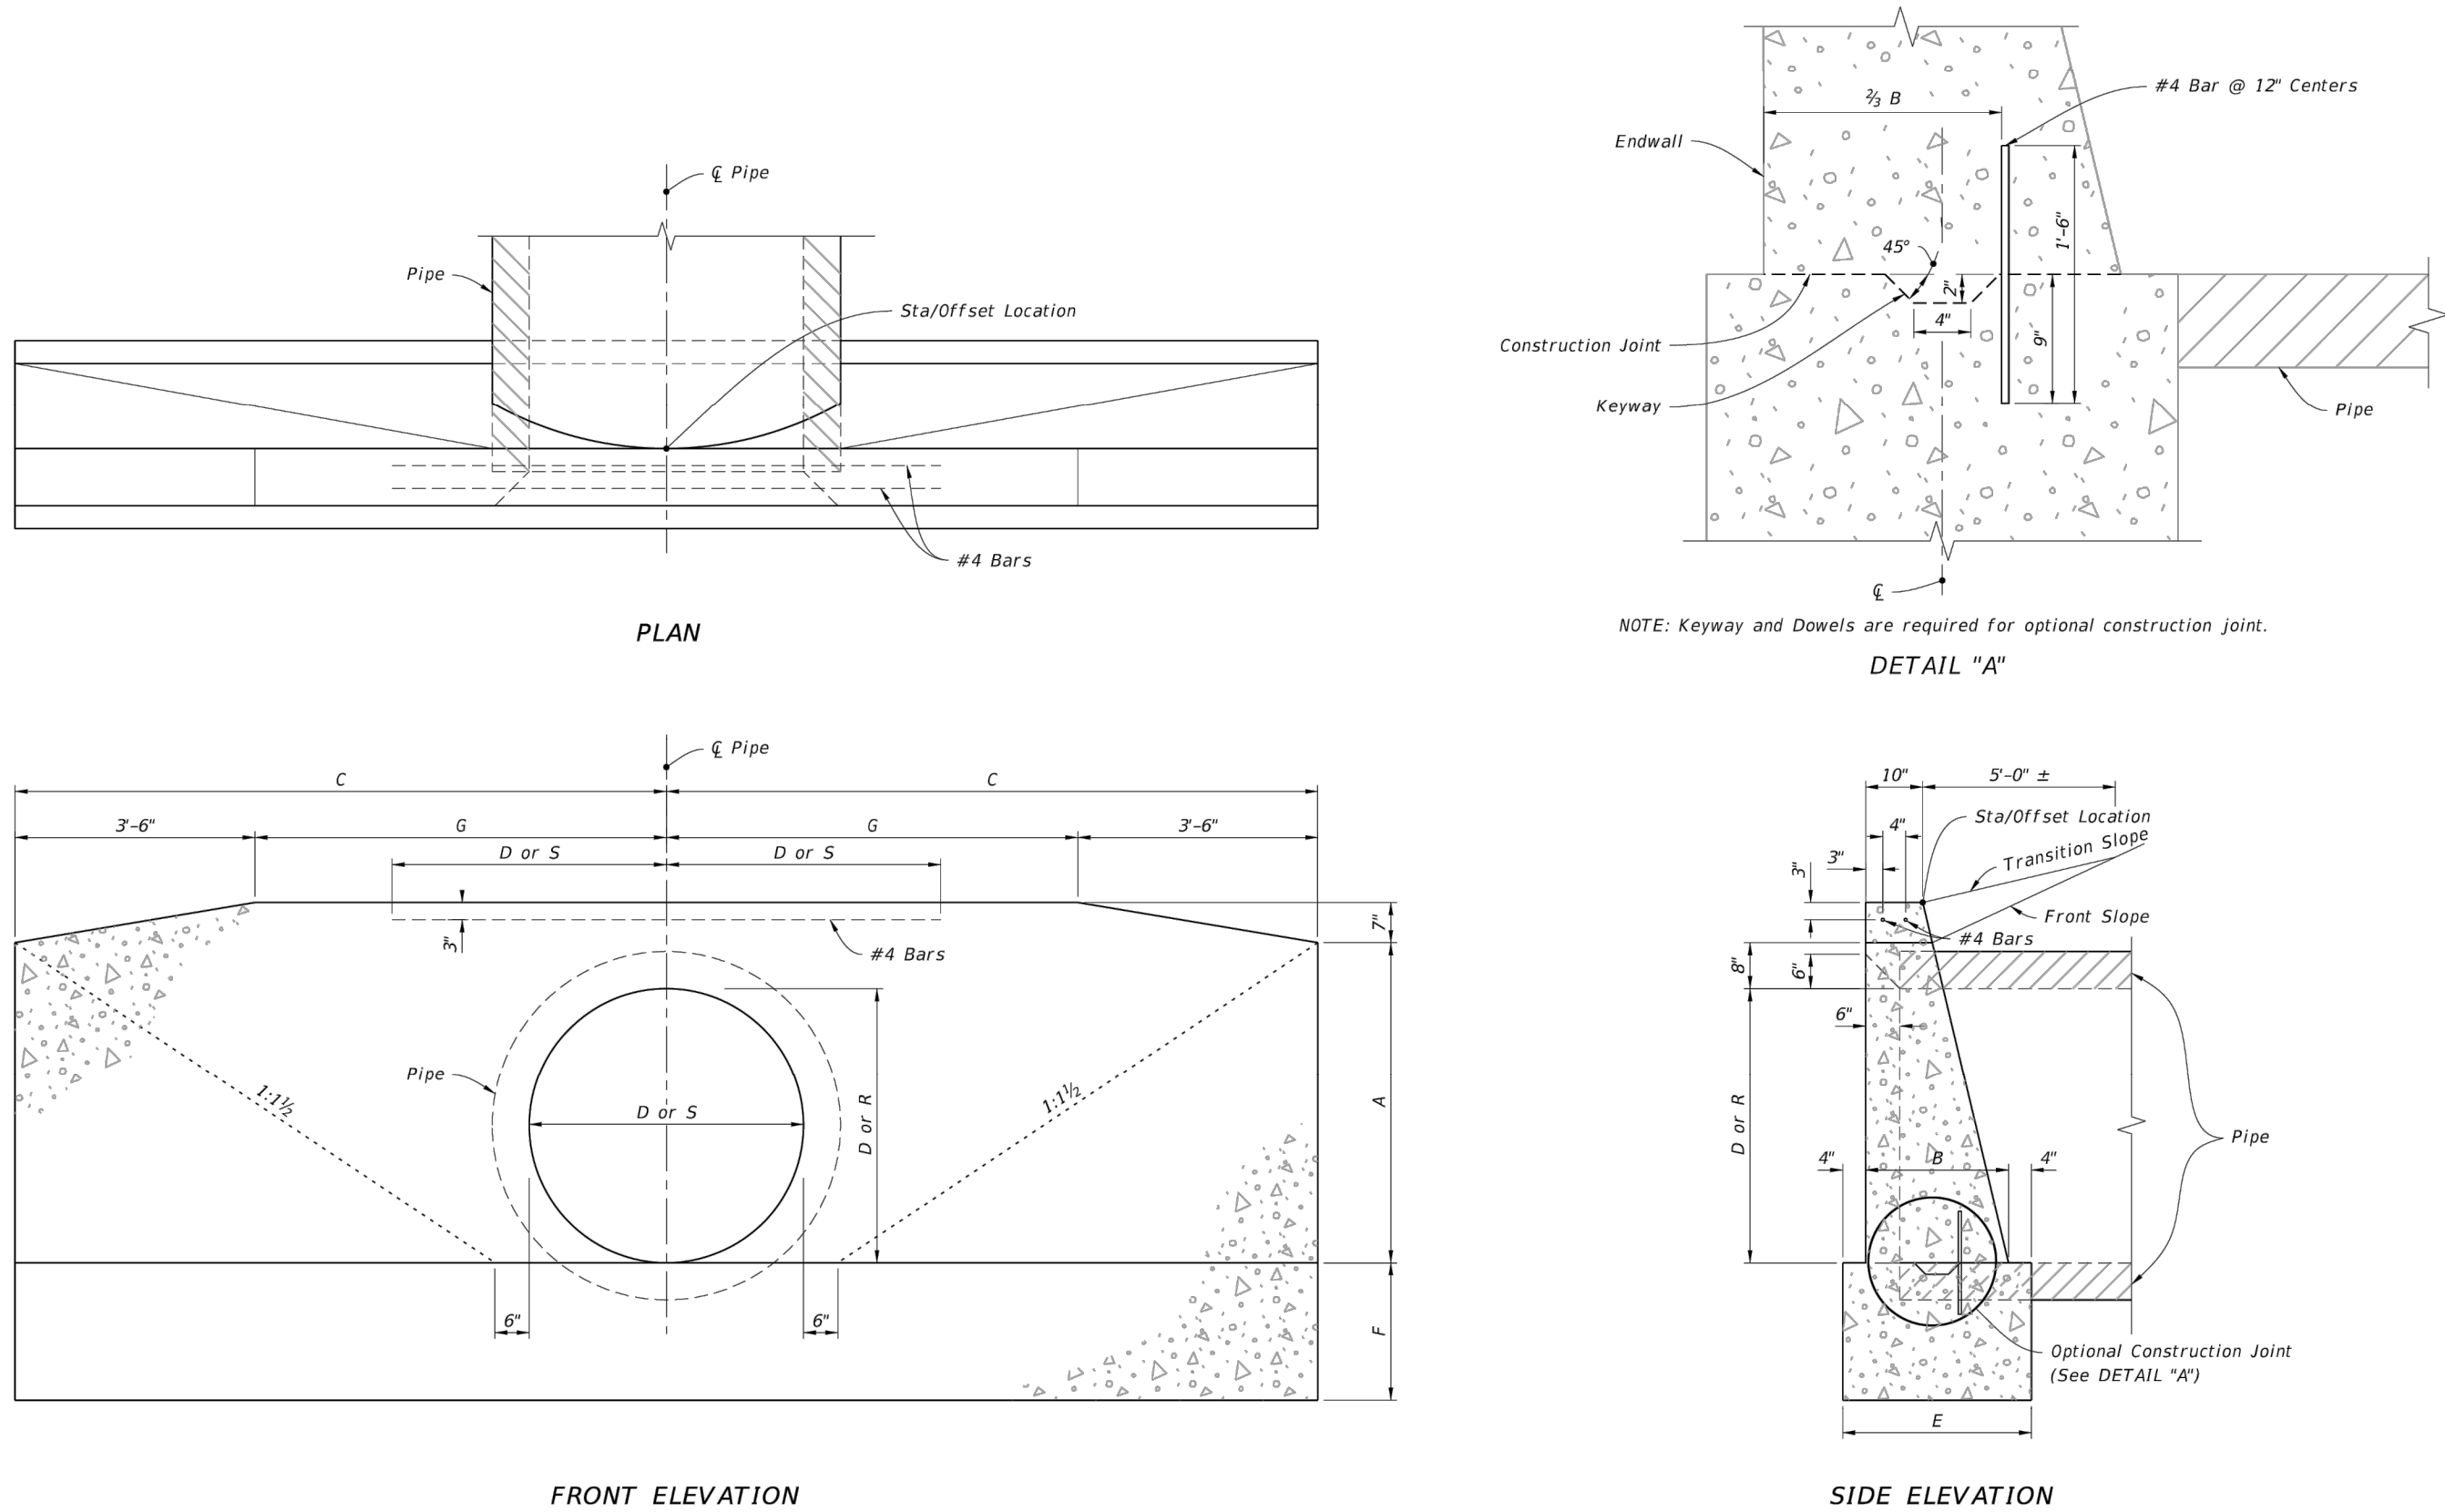 ℄ Pipe
Pipe
Sta/Offset Location
#4 Bars
PLAN
⅔ B
#4 Bar @ 12" Centers
Endwall
45°
2"
4"
9"
1'-6"
Construction Joint
Keyway
Pipe
℄
NOTE: Keyway and Dowels are required for optional construction joint.
DETAIL "A"
℄ Pipe
C
C
3'-6"
G
G
3'-6"
D or S
D or S
3"
#4 Bars
7"
Pipe
1:1½
1:1½
D or S
D or R
A
6"
6"
F
FRONT ELEVATION
10"
5'-0" ±
Sta/Offset Location
4"
Transition Slope
3"
3"
Front Slope
#4 Bars
8"
6"
6"
D or R
Pipe
4"
B
4"
Optional Construction Joint
(See DETAIL "A")
E
SIDE ELEVATION